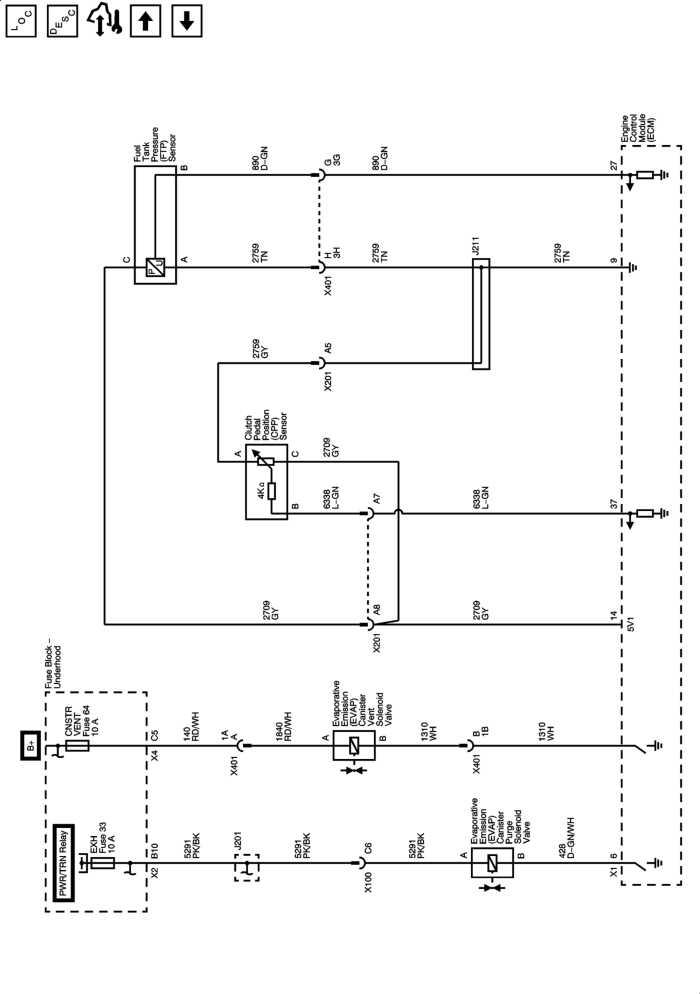 LOC
DESC
Engine
Control
Module
(ECM)
Fuel
Tank
Pressure
(FTP)
Sensor
B
890
D-GN
G
3G
890
D-GN
27
C
P
U
A
2759
TN
H
3H
X401
2759
TN
J211
2759
TN
9
2759
GY
A5
X201
Clutch
Pedal
Position
(CPP)
Sensor
A
C
2709
GY
4KΩ
B
6338
L-GN
A7
6338
L-GN
37
2709
GY
A8
X201
2709
GY
14
5V1
Fuse Block –
Underhood
B+
CNSTR
VENT
Fuse 64
10 A
C5
X4
140
RD/WH
1A
A
X401
1840
RD/WH
A
Evaporative
Emission
(EVAP)
Canister
Vent
Solenoid
Valve
B
1310
WH
B
1B
X401
1310
WH
PWR/TRN Relay
EXH
Fuse 33
10 A
B10
X2
5291
PK/BK
J201
5291
PK/BK
C6
X100
5291
PK/BK
A
Evaporative
Emission
(EVAP)
Canister
Purge
Solenoid
Valve
B
428
D-GN/WH
6
X1